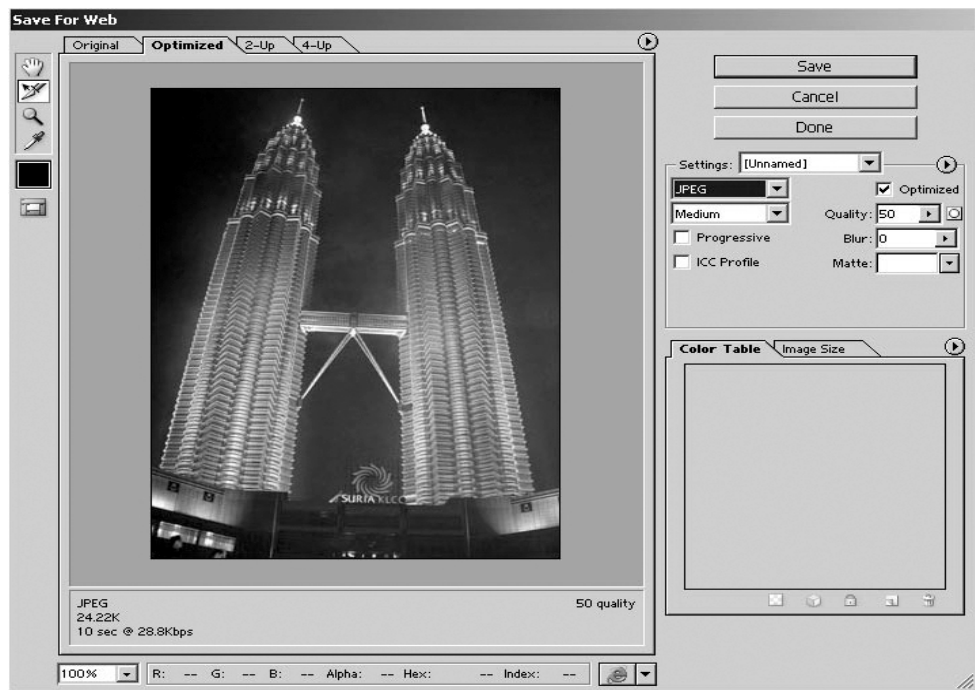 Save For Web
Original Optimized 2-Up 4-Up
Save
Cancel
Done
Settings: [Unnamed]
JPEG Optimized
Medium Quality: 50
Progressive Blur: 0
ICC Profile Matte:
Color Table Image Size
SURIA KLCC
JPEG 50 quality
24.22K
10 sec @ 28.8Kbps
100% R: -- G: -- B: -- Alpha: -- Hex: -- Index: --